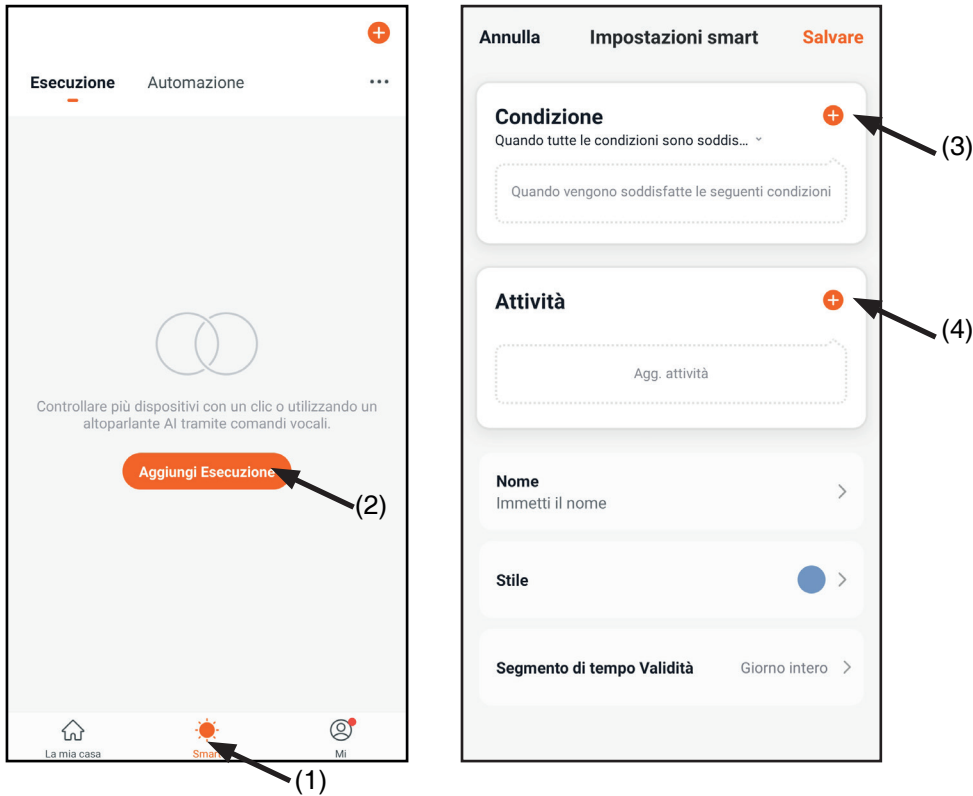 Esecuzione Automazione
Controllare più dispositivi con un clic o utilizzando un
altoparlante AI tramite comandi vocali.
Aggiungi Esecuzione
(2)
La mia casa Smart Mi
(1)
Annulla Impostazioni smart Salvare
Condizione
Quando tutte le condizioni sono soddis...
(3)
Quando vengono soddisfatte le seguenti condizioni
Attività
(4)
Agg. attività
Nome
Immetti il nome
Stile
Segmento di tempo Validità Giorno intero